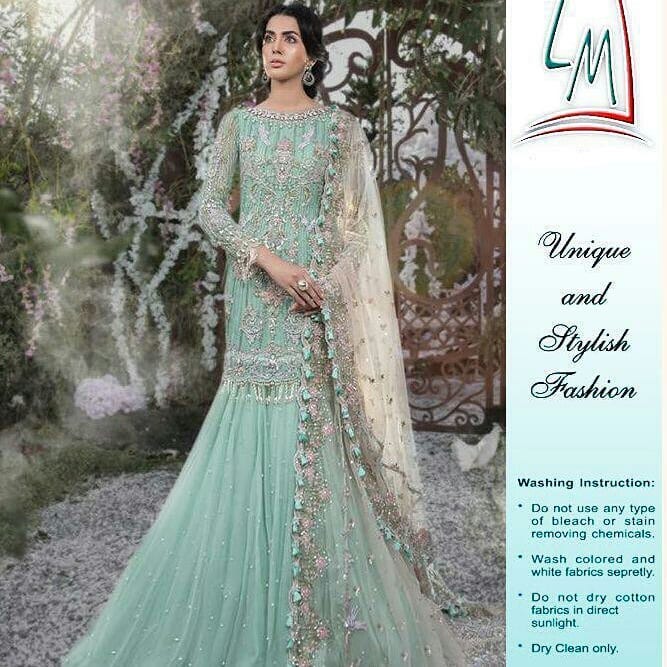 LM
Unique
and
Stylish
Fashion
Washing Instruction:
* Do not use any type
of bleach or stain
removing chemicals.
* Wash colored and
white fabrics sepretly.
* Do not dry cotton
fabrics in direct
sunlight.
* Dry Clean only.